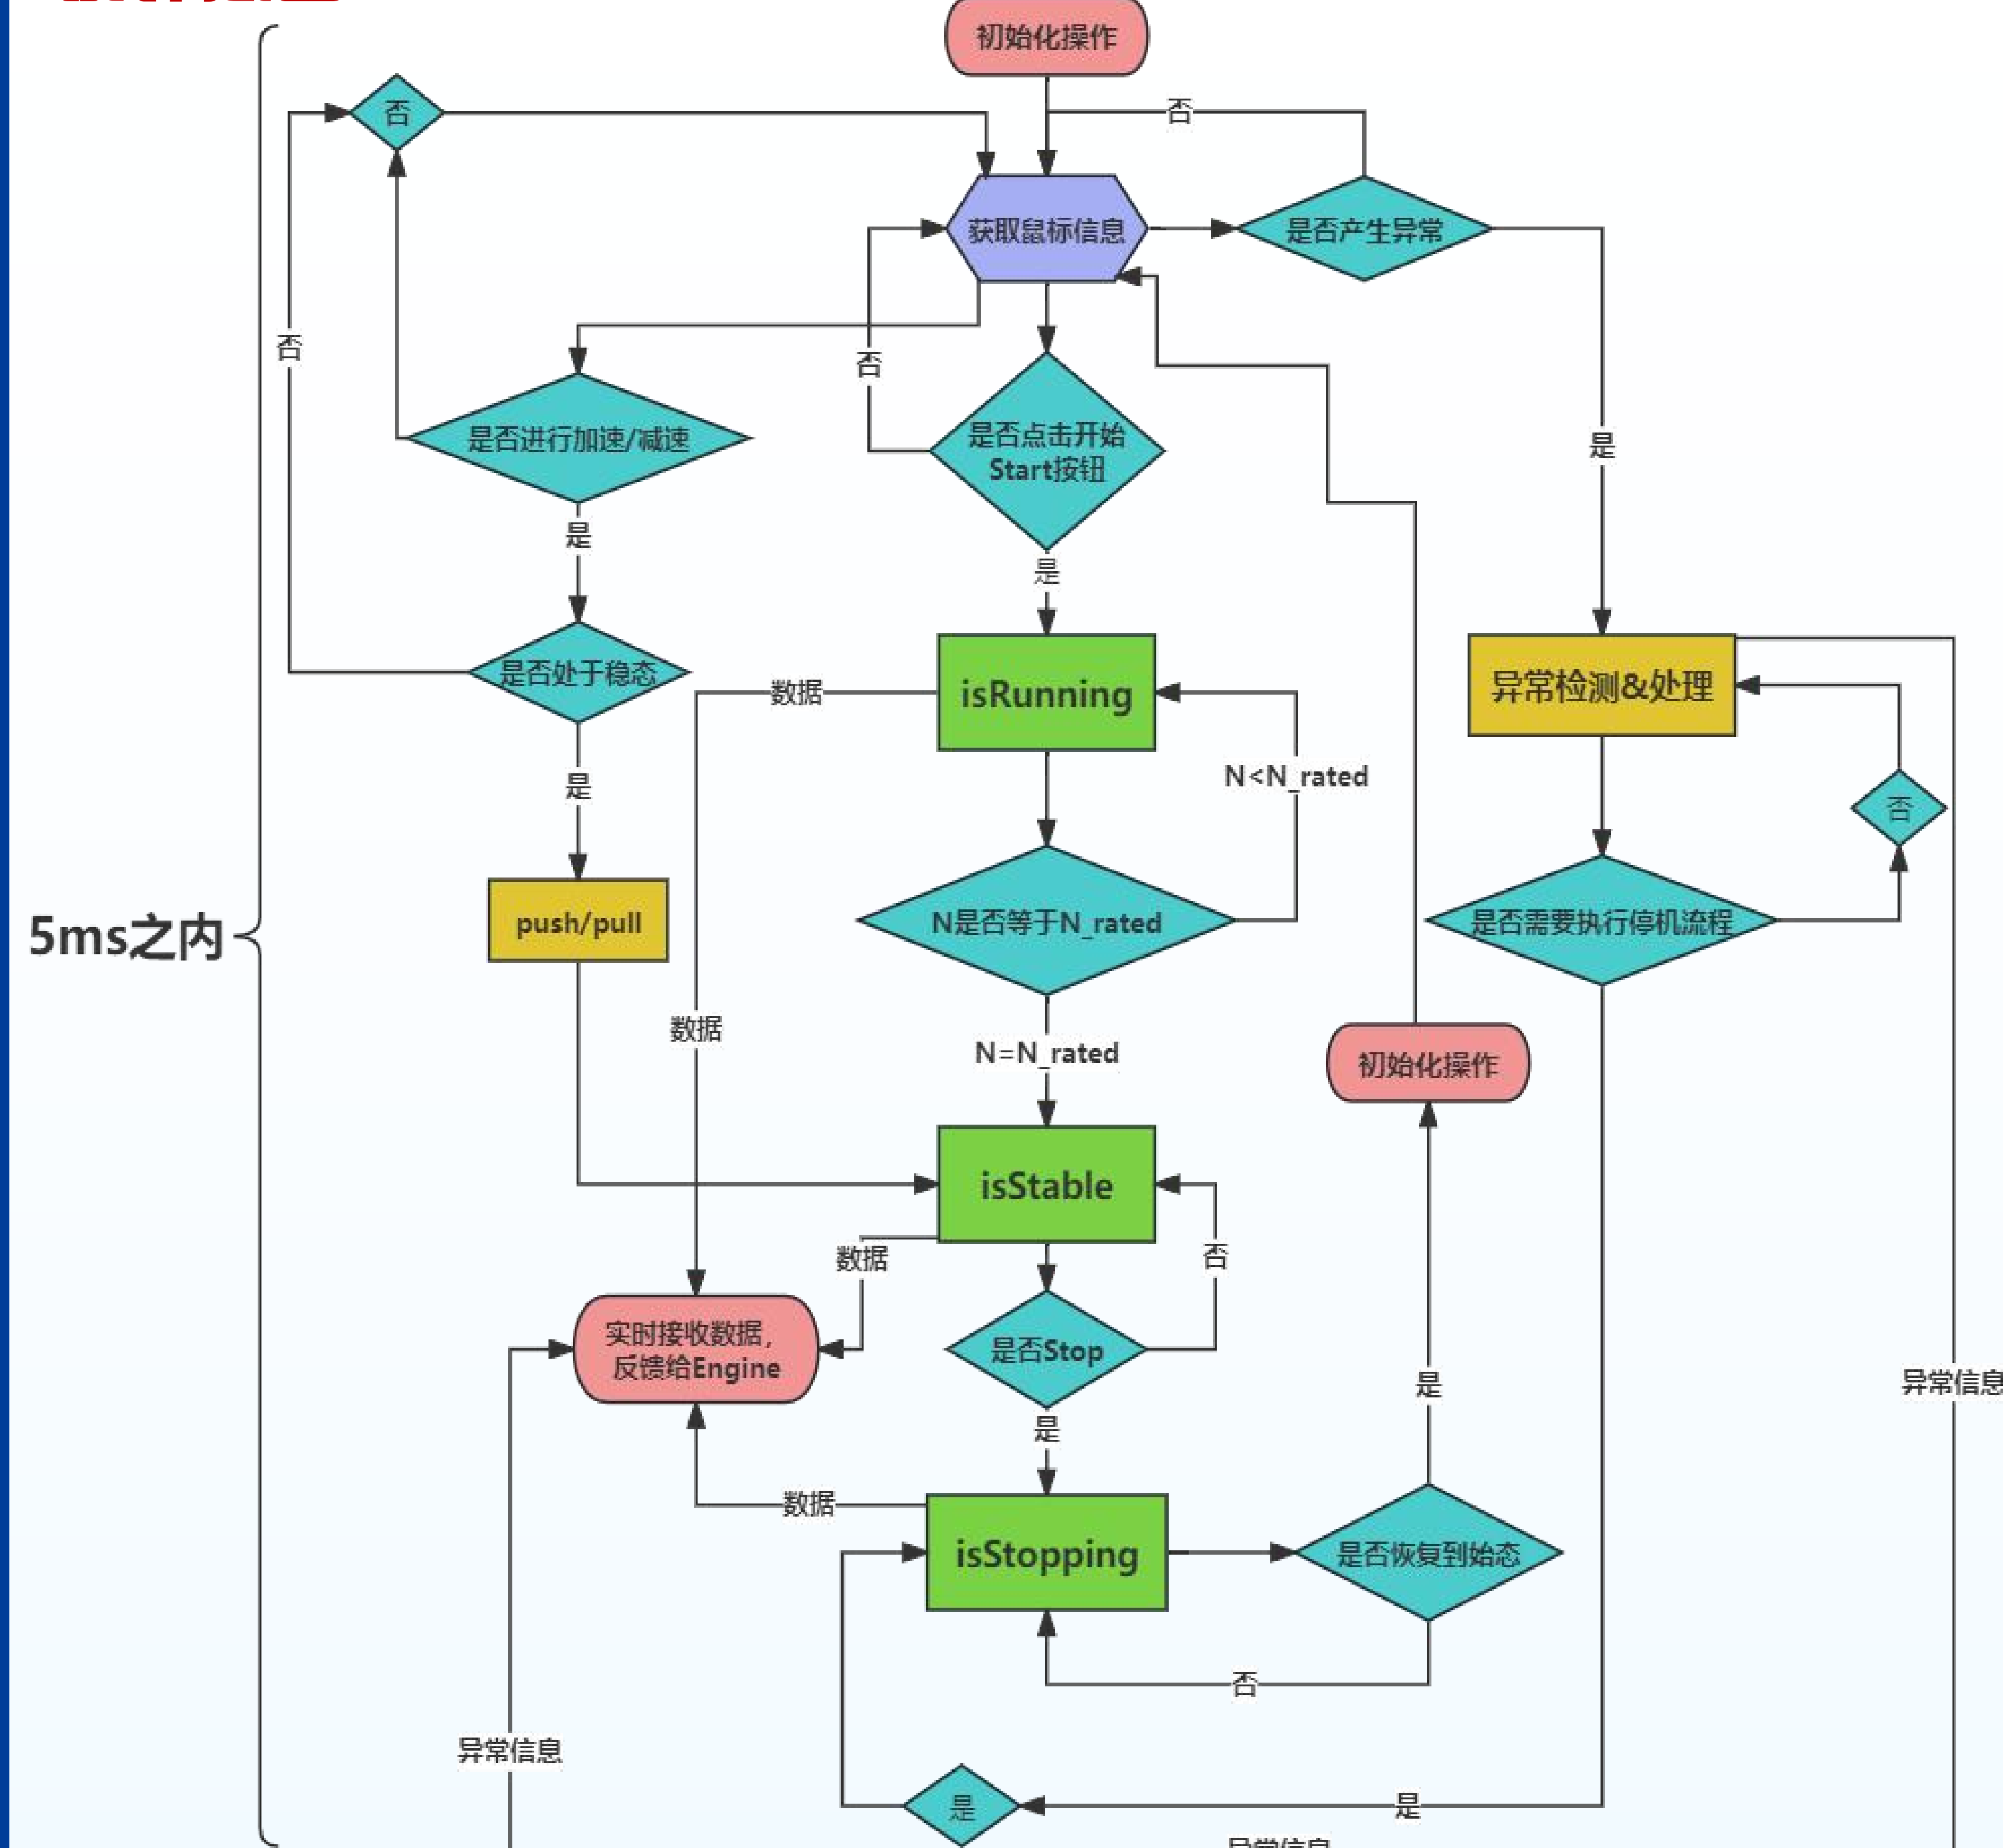 初始化操作
否
否
获取鼠标信息
是否产生异常
否
否
是否进行加速/减速
是否点击开始
Start按钮
是
是
是
是否处于稳态
isRunning
异常检测&处理
数据
N<N_rated
是
否
push/pull
N是否等于N_rated
是否需要执行停机流程
5ms之内
数据
N=N_rated
初始化操作
isStable
数据
否
实时接收数据,
反馈给Engine
是否Stop
是
异常信息
是
数据
isStopping
是否恢复到始态
否
异常信息
是
是
异常信息